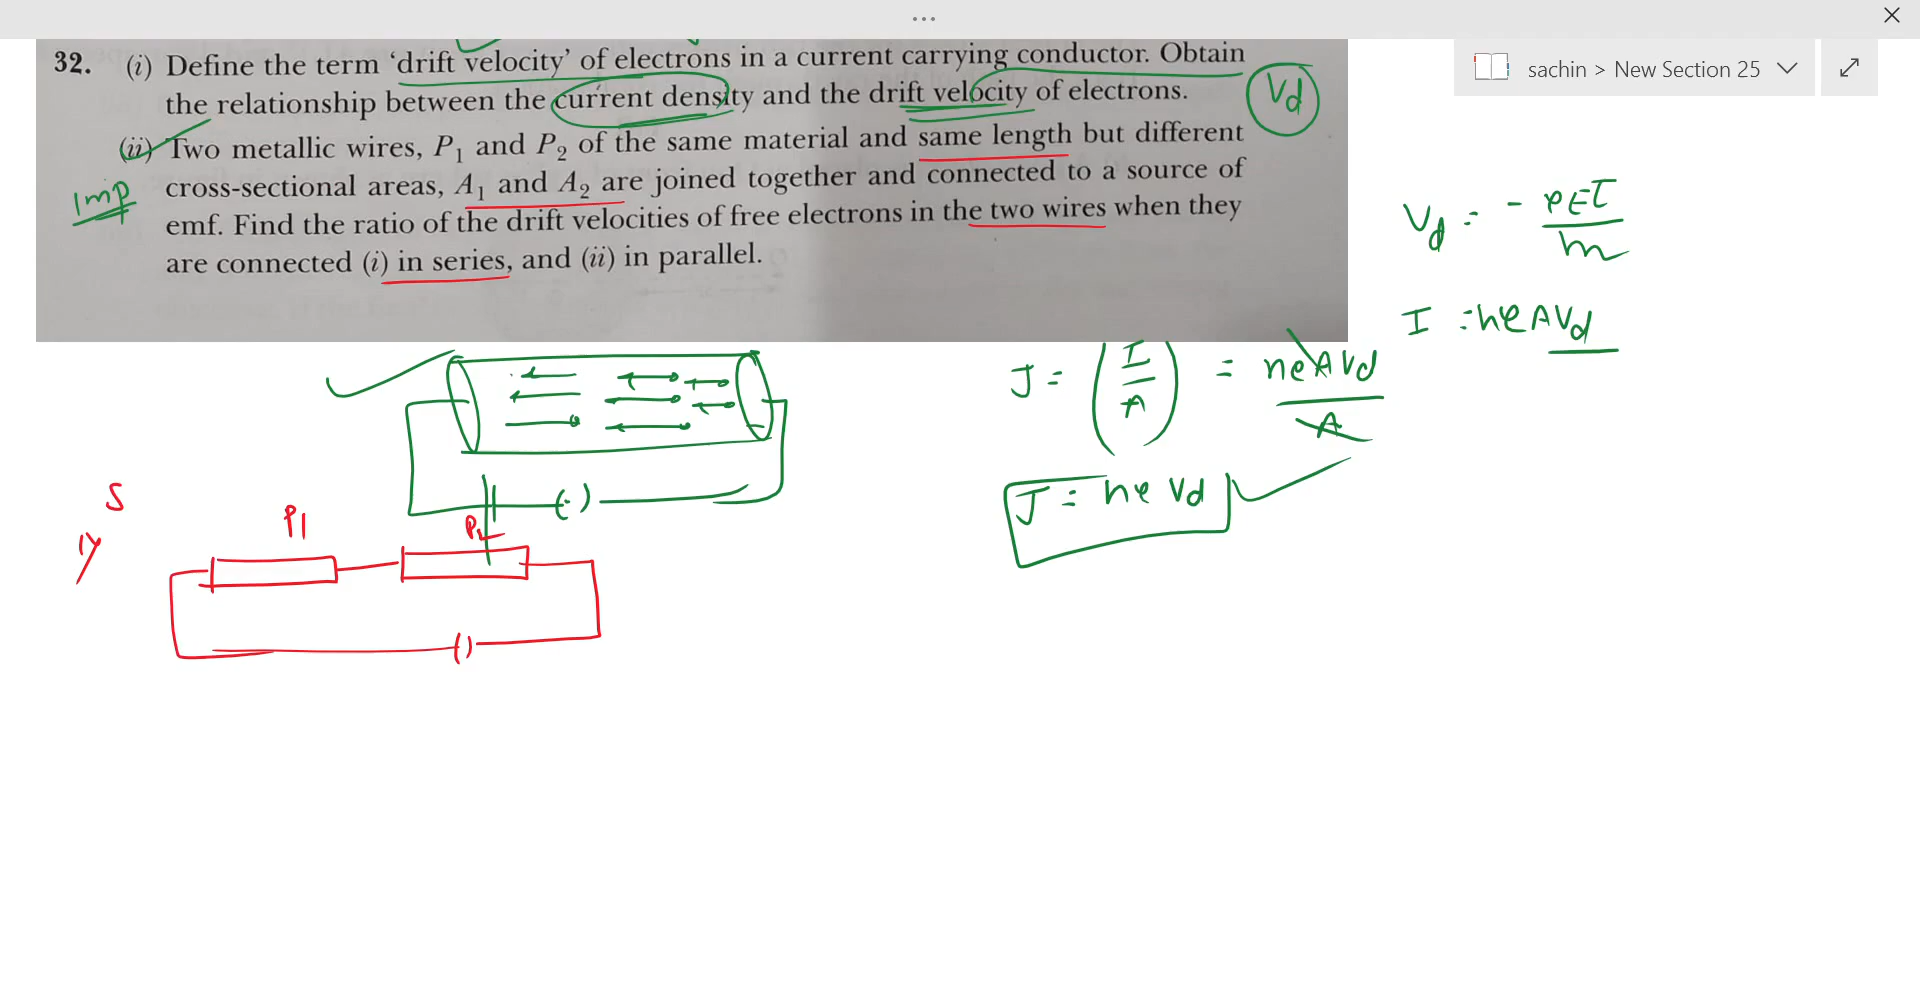 32. (i) Define the term ‘drift velocity’ of electrons in a current carrying conductor. Obtain
the relationship between the current density and the drift velocity of electrons.
Vd
(ii) Two metallic wires, P1 and P2 of the same material and same length but different
Imp
cross-sectional areas, A1 and A2 are joined together and connected to a source of
emf. Find the ratio of the drift velocities of free electrons in the two wires when they
are connected (i) in series, and (ii) in parallel.
sachin > New Section 25
Vd = - eEτ/m
I = neAVd
J = (I/A) = neAVd/A
J = neVd
S
P1
P2